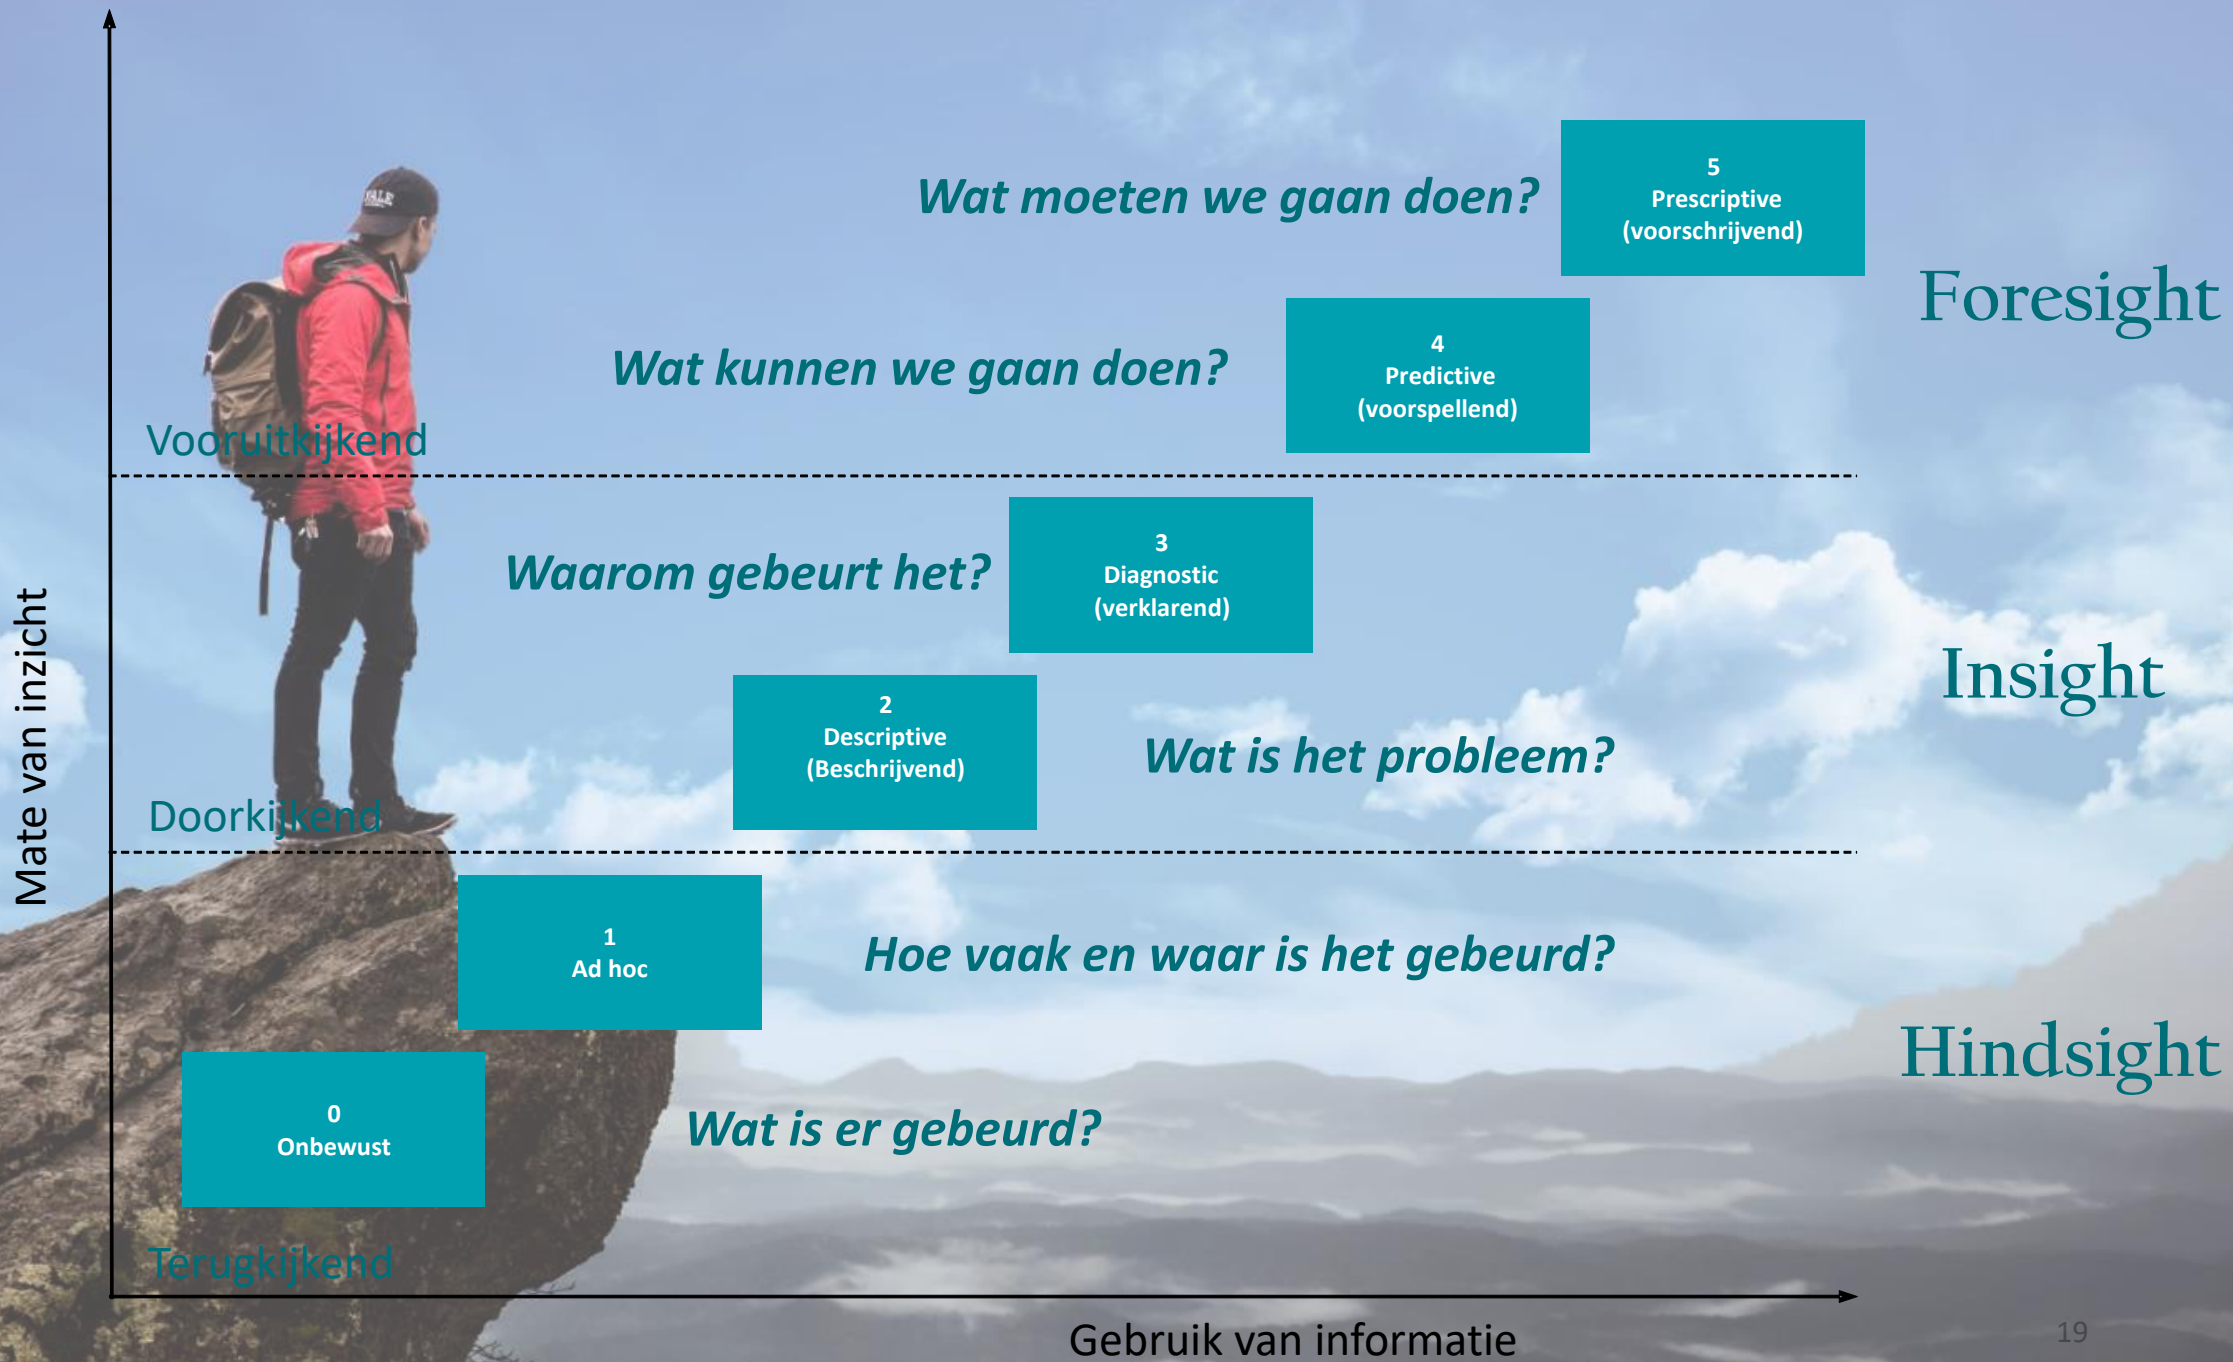 Wat moeten we gaan doen?
5
Prescriptive
(voorschrijvend)
Foresight
Wat kunnen we gaan doen?
4
Predictive
(voorspellend)
Vooruitkijkend
Waarom gebeurt het?
3
Diagnostic
(verklarend)
Insight
2
Descriptive
(Beschrijvend)
Wat is het probleem?
Doorkijkend
Mate van inzicht
1
Ad hoc
Hoe vaak en waar is het gebeurd?
Hindsight
0
Onbewust
Wat is er gebeurd?
Terugkijkend
Gebruik van informatie
19